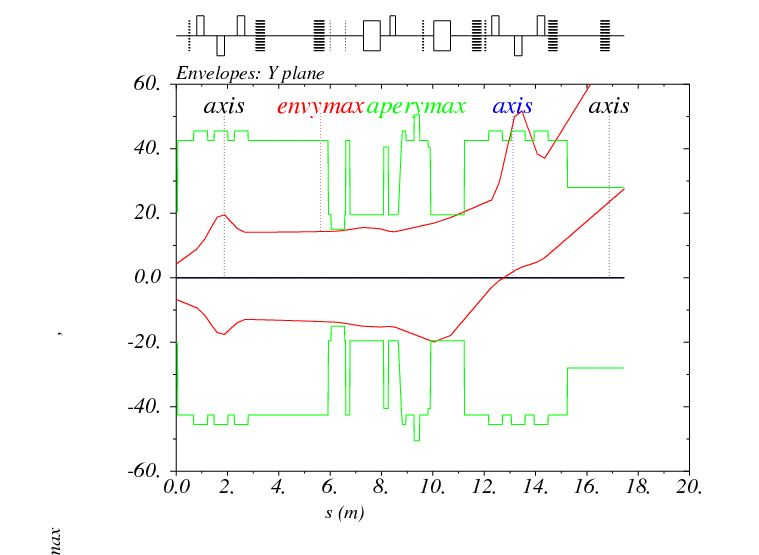 Envelopes: Y plane
60.
axis envymax aperymax axis axis
40.
20.
0.0
-20.
-40.
-60.
0.0 2. 4. 6. 8. 10. 12. 14. 16. 18. 20.
s (m)
,
max